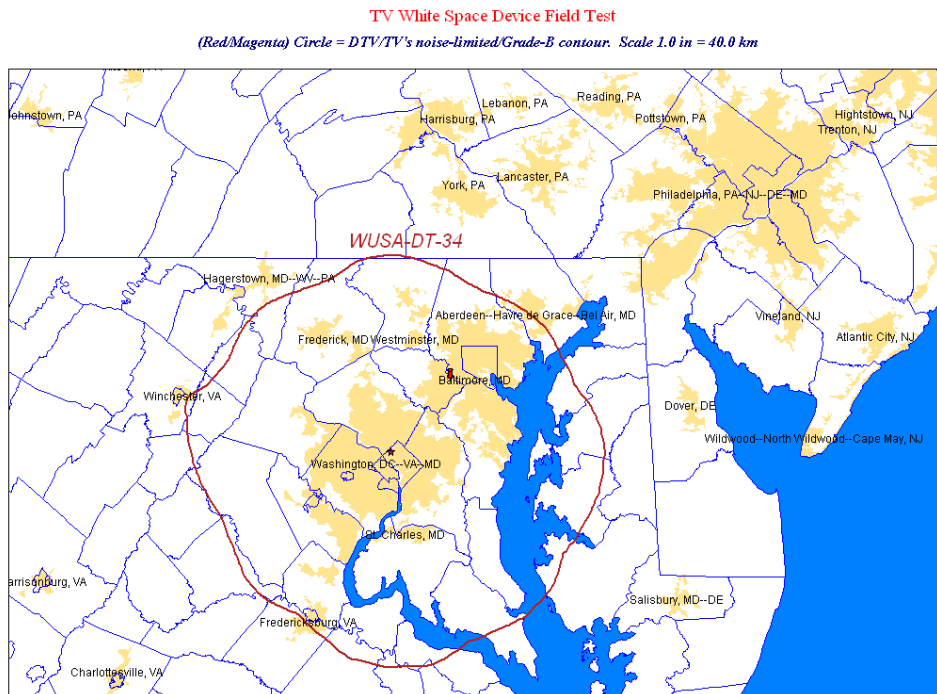 TV White Space Device Field Test
(Red/Magenta) Circle = DTV/TV's noise-limited/Grade-B contour. Scale 1.0 in = 40.0 km
Johnstown, PA
Lebanon, PA
Reading, PA
Harrisburg, PA
Pottstown, PA
Hightstown, NJ
Trenton, NJ
York, PA
Lancaster, PA
Philadelphia, PA--NJ--DE--MD
WUSA-DT-34
Hagerstown, MD--WV--PA
Aberdeen--Havre de Grace--Bel Air, MD
Vineland, NJ
Frederick, MD
Westminster, MD
Atlantic City, NJ
Baltimore, MD
Winchester, VA
Dover, DE
Wildwood--North Wildwood--Cape May, NJ
Washington, DC--VA--MD
St. Charles, MD
arrisonburg, VA
Salisbury, MD--DE
Fredericksburg, VA
Charlottesville, VA